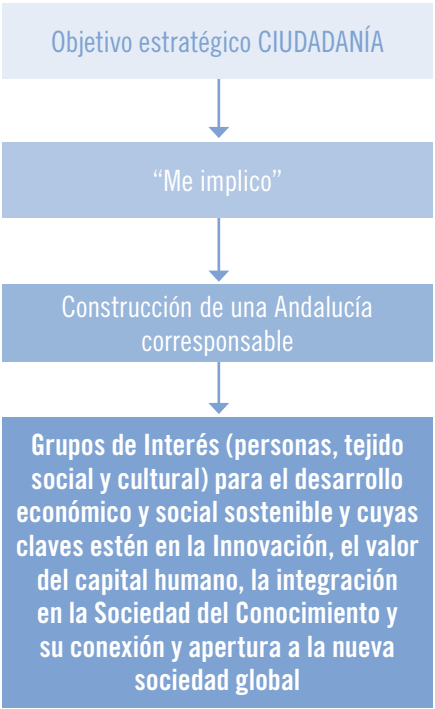 Objetivo estratégico CIUDADANÍA
“Me implico”
Construcción de una Andalucía
corresponsable
Grupos de Interés (personas, tejido
social y cultural) para el desarrollo
económico y social sostenible y cuyas
claves estén en la Innovación, el valor
del capital humano, la integración
en la Sociedad del Conocimiento y
su conexión y apertura a la nueva
sociedad global